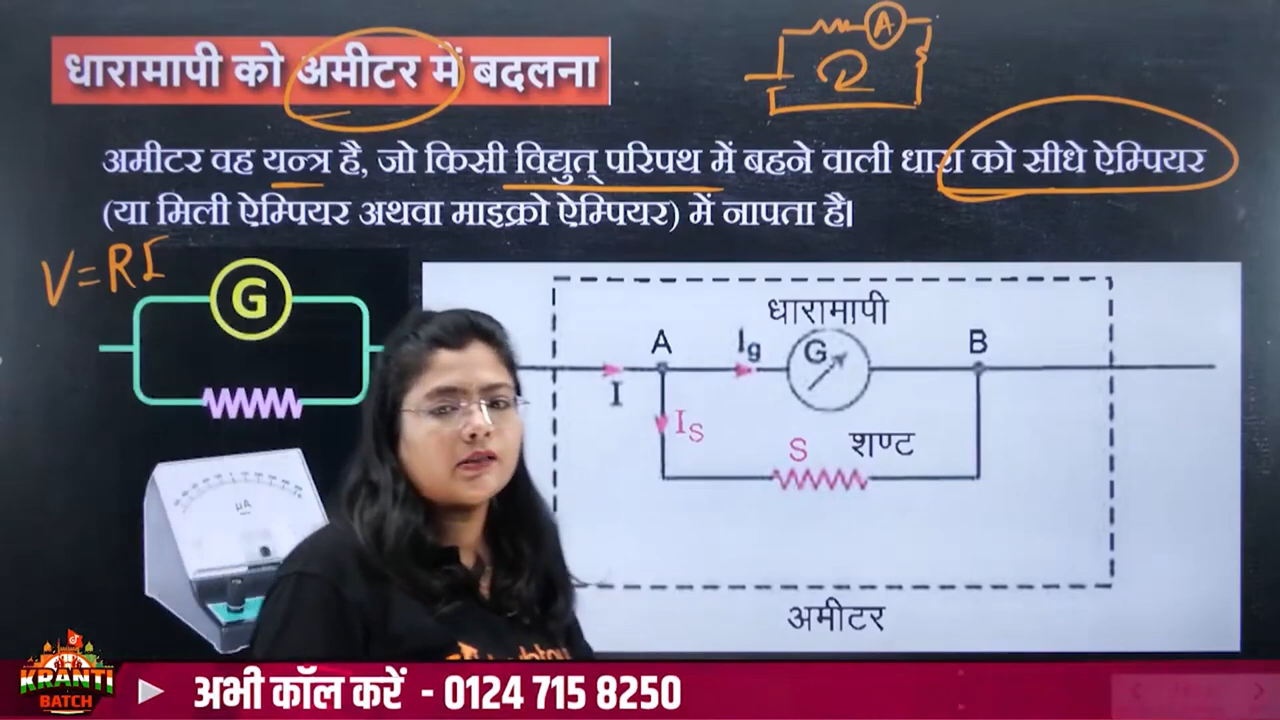 धारामापी को अमीटर में बदलना
A
अमीटर वह यन्त्र है, जो किसी विद्युत् परिपथ में बहने वाली धारा को सीधे ऐम्पियर
(या मिली ऐम्पियर अथवा माइक्रो ऐम्पियर) में नापता है।
V=RI
G
धारामापी
A
Ig
G
B
I
IS
S
शण्ट
μA
अमीटर
KRANTI
BATCH
अभी कॉल करें - 0124 715 8250